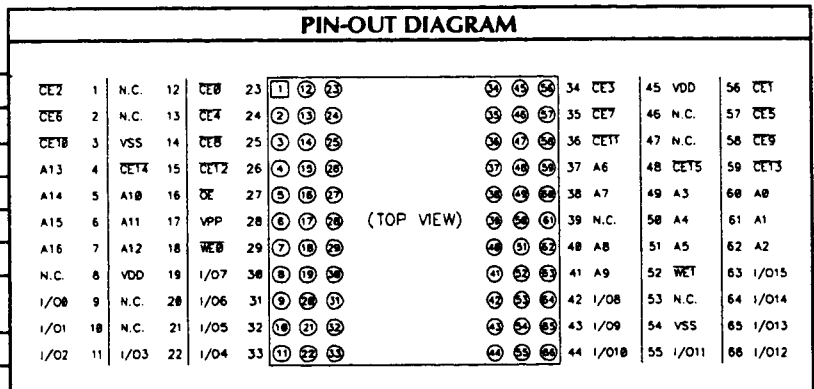 PIN-OUT DIAGRAM
CE2 1 N.C. 12 CE0 23 1 12 23 34 45 56 34 CE3 45 VDD 56 CE1
CE6 2 N.C. 13 CE4 24 2 13 24 35 46 57 35 CE7 46 N.C. 57 CE5
CE10 3 VSS 14 CE8 25 3 14 25 36 47 58 36 CE11 47 N.C. 58 CE9
A13 4 CE14 15 CE12 26 4 15 26 37 48 59 37 A6 48 CE15 59 CE13
A14 5 A10 16 OE 27 5 16 27 38 49 60 38 A7 49 A3 60 A0
A15 6 A11 17 VPP 28 6 17 28 (TOP VIEW) 39 50 61 39 N.C. 50 A4 61 A1
A16 7 A12 18 WE0 29 7 18 29 40 51 62 40 A8 51 A5 62 A2
N.C. 8 VDD 19 I/O7 30 8 19 30 41 52 63 41 A9 52 WE1 63 I/O15
I/O0 9 N.C. 20 I/O6 31 9 20 31 42 53 64 42 I/O8 53 N.C. 64 I/O14
I/O1 10 N.C. 21 I/O5 32 10 21 32 43 54 65 43 I/O9 54 VSS 65 I/O13
I/O2 11 I/O3 22 I/O4 33 11 22 33 44 55 66 44 I/O10 55 I/O11 66 I/O12